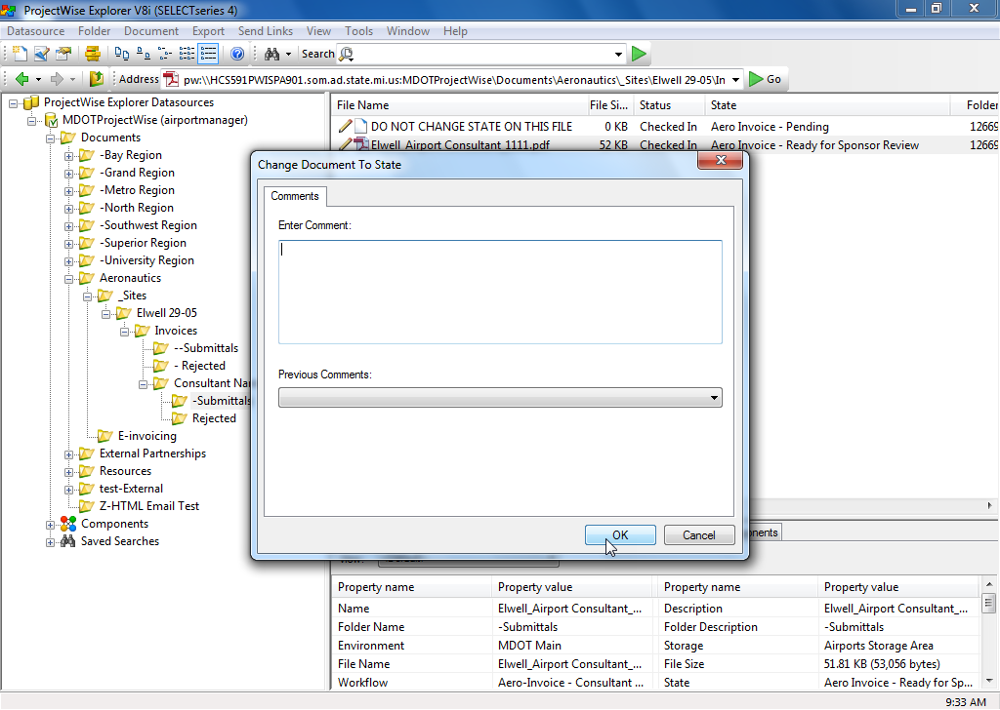 ProjectWise Explorer V8i (SELECTseries 4)
Datasource Folder Document Export Send Links View Tools Window Help
Search
Address pw:\\HCS591PWISPA901.som.ad.state.mi.us:MDOTProjectWise\Documents\Aeronautics\_Sites\Elwell 29-05\In Go
ProjectWise Explorer Datasources
MDOTProjectWise (airportmanager)
Documents
-Bay Region
-Grand Region
-Metro Region
-North Region
-Southwest Region
-Superior Region
-University Region
Aeronautics
_Sites
Elwell 29-05
Invoices
--Submittals
- Rejected
Consultant Nar
-Submittals
Rejected
E-invoicing
External Partnerships
Resources
test-External
Z-HTML Email Test
Components
Saved Searches
File Name File Si... Status State Folder
DO NOT CHANGE STATE ON THIS FILE 0 KB Checked In Aero Invoice - Pending 12669
Elwell_Airport Consultant_1111.pdf 52 KB Checked In Aero Invoice - Ready for Sponsor Review 12669
Change Document To State
Comments
Enter Comment:
Previous Comments:
OK Cancel
Property name Property value Property name Property value
Name Elwell_Airport Consultant_... Description Elwell_Airport Consultant_...
Folder Name -Submittals Folder Description -Submittals
Environment MDOT Main Storage Airports Storage Area
File Name Elwell_Airport Consultant_... File Size 51.81 KB (53,056 bytes)
Workflow Aero-Invoice - Consultant ... State Aero Invoice - Ready for Sp...
9:33 AM